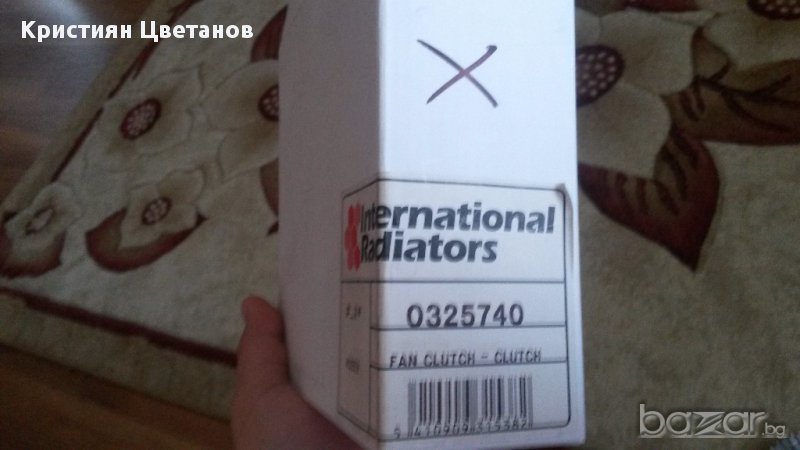 Кристиян Цветанов
X
International
Radiators
0325740
FAN CLUTCH - CLUTCH
bazar.bg